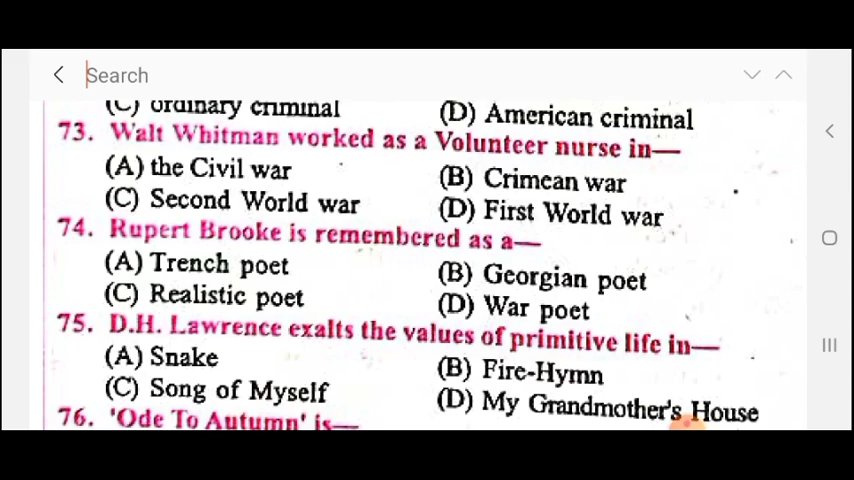 Search
(C) ordinary criminal (D) American criminal
73. Walt Whitman worked as a Volunteer nurse in—
(A) the Civil war (B) Crimean war
(C) Second World war (D) First World war
74. Rupert Brooke is remembered as a—
(A) Trench poet (B) Georgian poet
(C) Realistic poet (D) War poet
75. D.H. Lawrence exalts the values of primitive life in—
(A) Snake (B) Fire-Hymn
(C) Song of Myself (D) My Grandmother's House
76. 'Ode To Autumn' is—